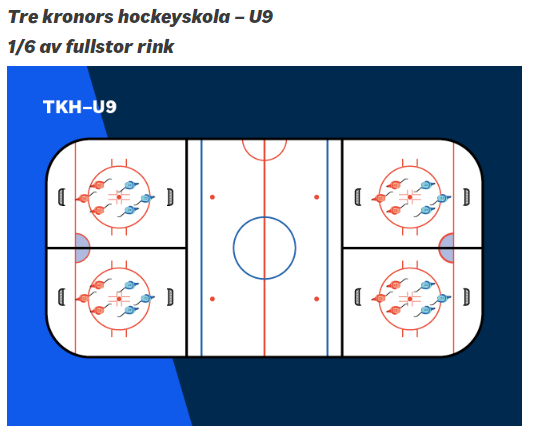 Tre kronors hockeyskola – U9
1/6 av fullstor rink
TKH–U9